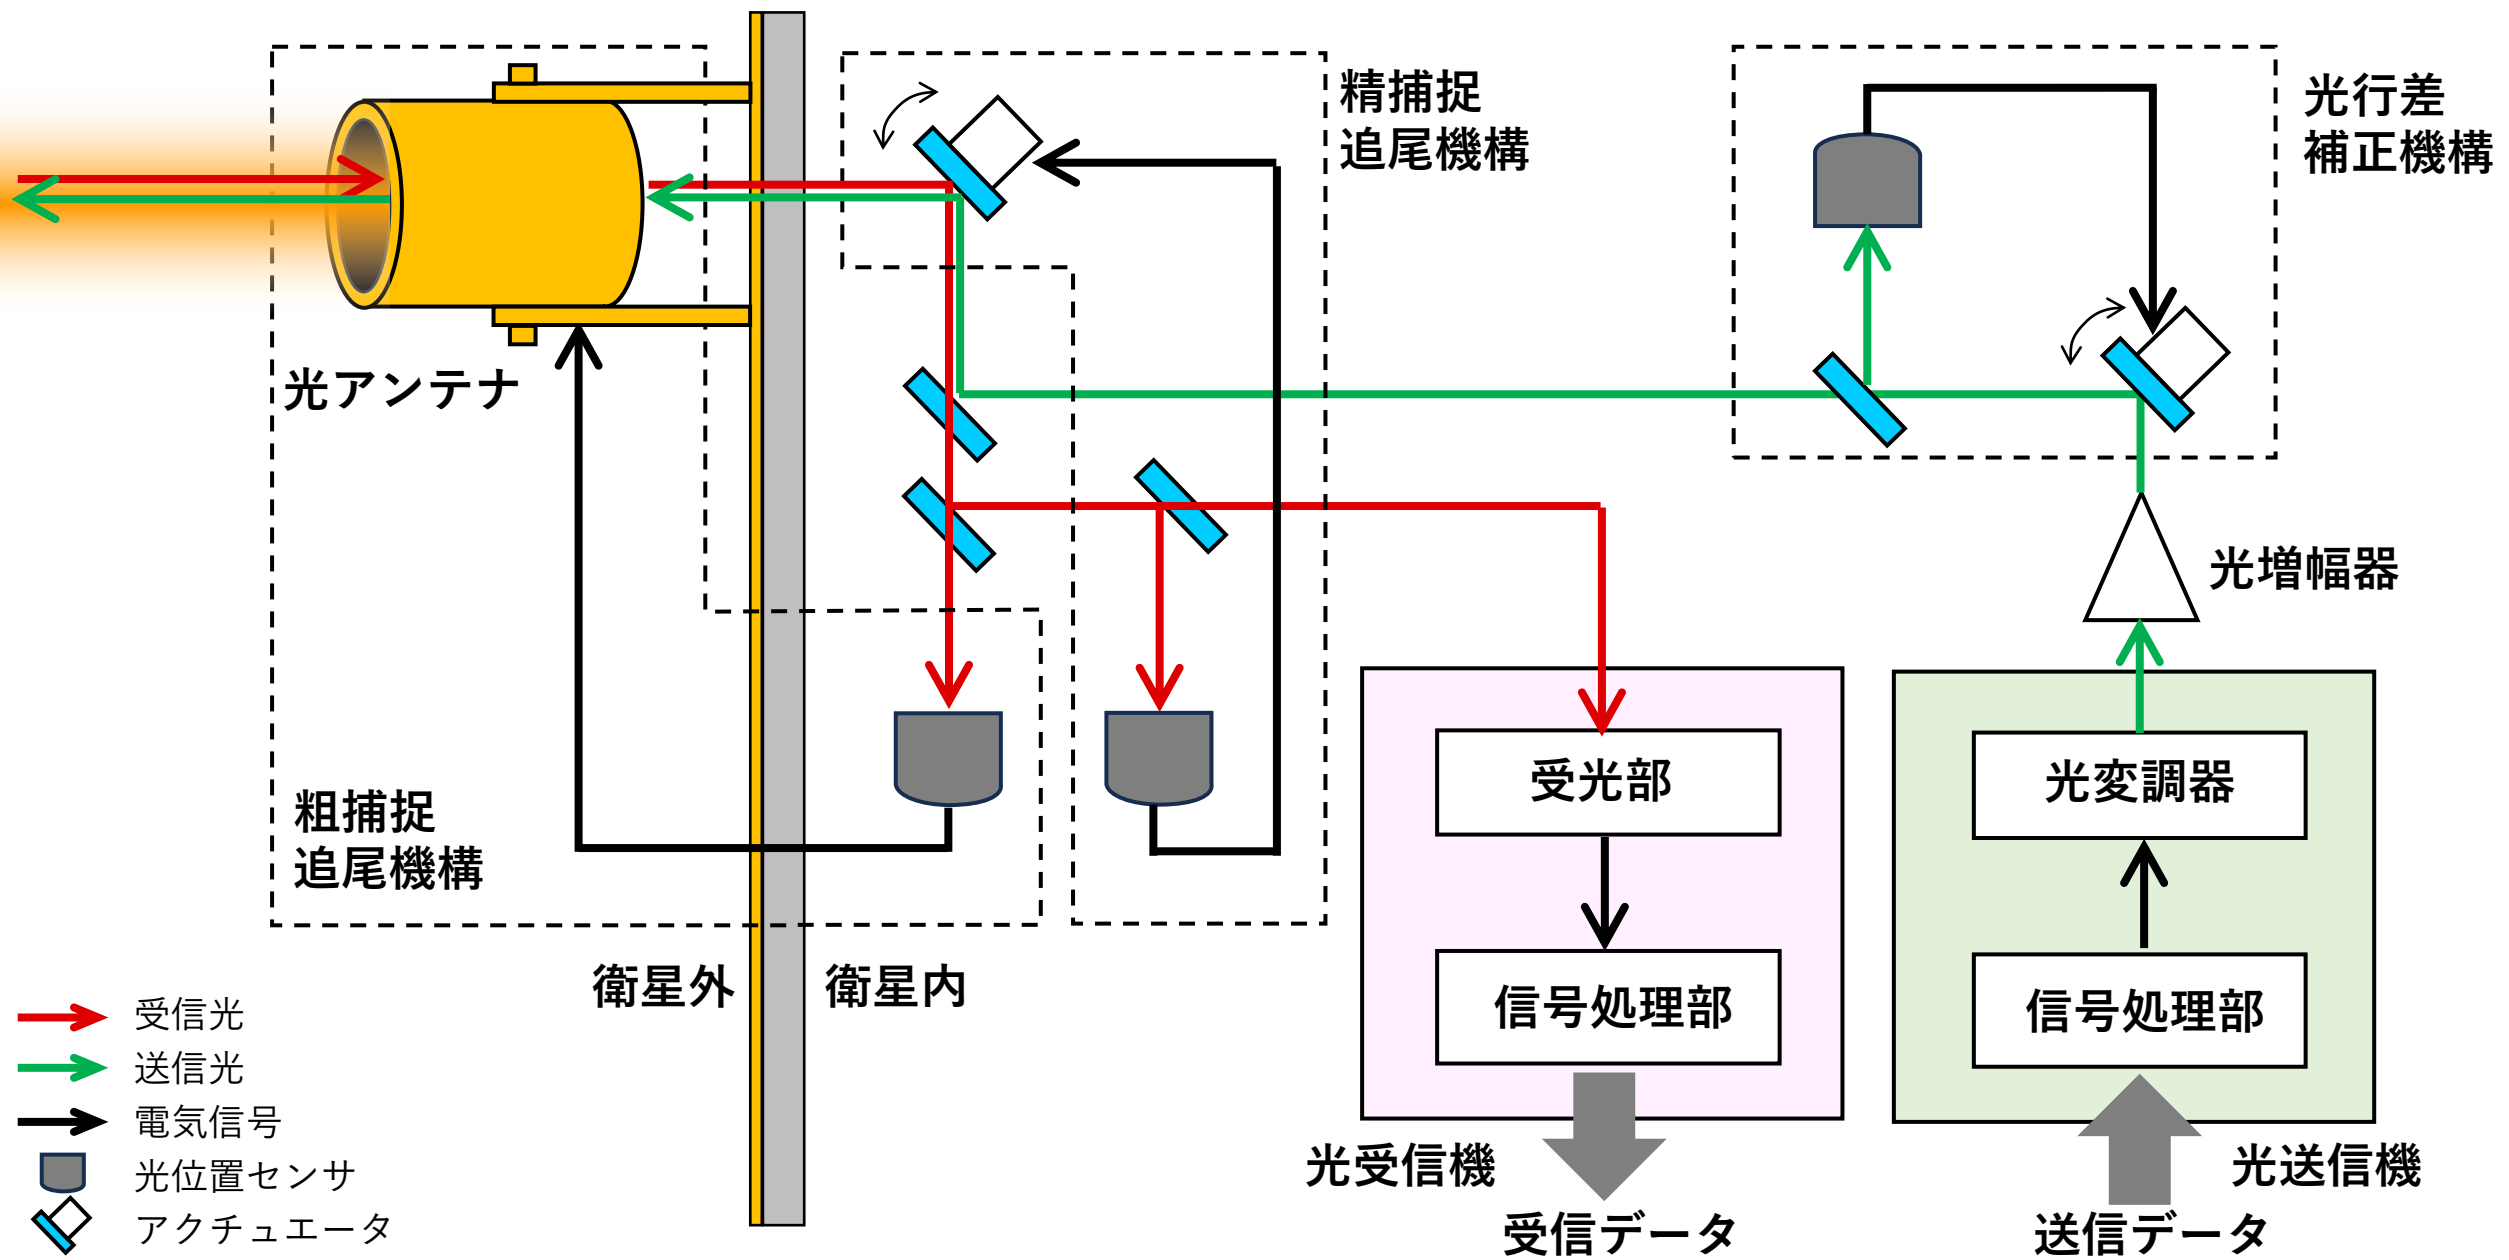 精捕捉
追尾機構
光行差
補正機構
光アンテナ
光増幅器
粗捕捉
追尾機構
受光部
光変調器
衛星外
衛星内
信号処理部
信号処理部
受信光
送信光
電気信号
光位置センサ
アクチュエータ
光受信機
光送信機
受信データ
送信データ